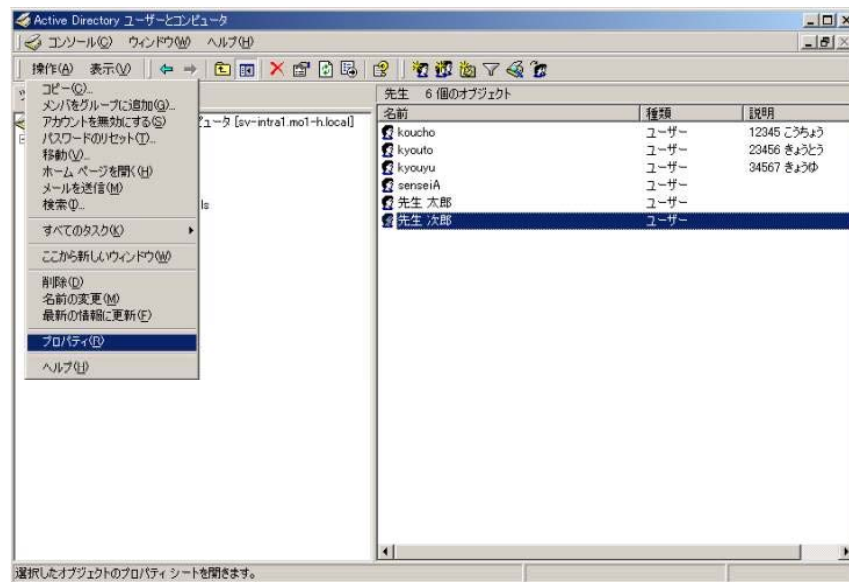 Active Directory ユーザーとコンピュータ
コンソール(C) ウィンドウ(W) ヘルプ(H)
操作(A) 表示(V)
コピー(C)...
メンバをグループに追加(G)...
アカウントを無効にする(S)
パスワードのリセット(T)...
移動(V)...
ホーム ページを開く(H)
メールを送信(M)
検索(I)...
すべてのタスク(K)
ここから新しいウィンドウ(W)
削除(D)
名前の変更(M)
最新の情報に更新(F)
プロパティ(R)
ヘルプ(H)
ピュータ [sv-intra1.mo1-h.local]
ls
先生 6 個のオブジェクト
名前 種類 説明
koucho ユーザー 12345 こうちょう
kyouto ユーザー 23456 きょうとう
kyouyu ユーザー 34567 きょうゆ
senseiA ユーザー
先生 太郎 ユーザー
先生 次郎 ユーザー
選択したオブジェクトのプロパティ シートを開きます。